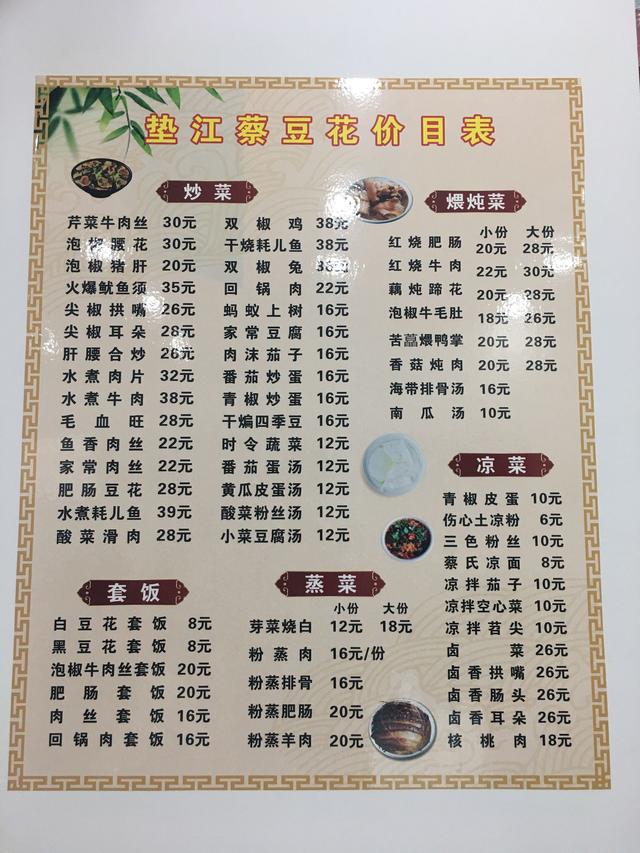 垫江蔡豆花价目表
炒菜
芹菜牛肉丝 30元
泡椒腰花 30元
泡椒猪肝 20元
火爆鱿鱼须 35元
尖椒拱嘴 26元
尖椒耳朵 28元
肝腰合炒 26元
水煮肉片 32元
水煮牛肉 38元
毛血旺 28元
鱼香肉丝 22元
家常肉丝 22元
肥肠豆花 28元
水煮耗儿鱼 39元
酸菜滑肉 28元
双椒鸡 38元
干烧耗儿鱼 38元
双椒兔 38元
回锅肉 22元
蚂蚁上树 16元
家常豆腐 16元
肉沫茄子 16元
番茄炒蛋 16元
青椒炒蛋 16元
干煸四季豆 16元
时令蔬菜 12元
番茄蛋汤 12元
黄瓜皮蛋汤 12元
酸菜粉丝汤 12元
小菜豆腐汤 12元
煨炖菜
小份 大份
红烧肥肠 20元 28元
红烧牛肉 22元 30元
藕炖蹄花 20元 28元
泡椒牛毛肚 18元 26元
苦藠煨鸭掌 20元 28元
香菇炖肉 20元 28元
海带排骨汤 16元
南瓜汤 10元
凉菜
青椒皮蛋 10元
伤心土凉粉 6元
三色粉丝 10元
蔡氏凉面 8元
凉拌茄子 10元
凉拌空心菜 10元
凉拌苕尖 10元
卤菜 26元
卤香拱嘴 26元
卤香肠头 26元
卤香耳朵 26元
核桃肉 18元
套饭
白豆花套饭 8元
黑豆花套饭 8元
泡椒牛肉丝套饭 20元
肥肠套饭 20元
肉丝套饭 16元
回锅肉套饭 16元
蒸菜
小份 大份
芽菜烧白 12元 18元
粉蒸肉 16元/份
粉蒸排骨 16元
粉蒸肥肠 20元
粉蒸羊肉 20元